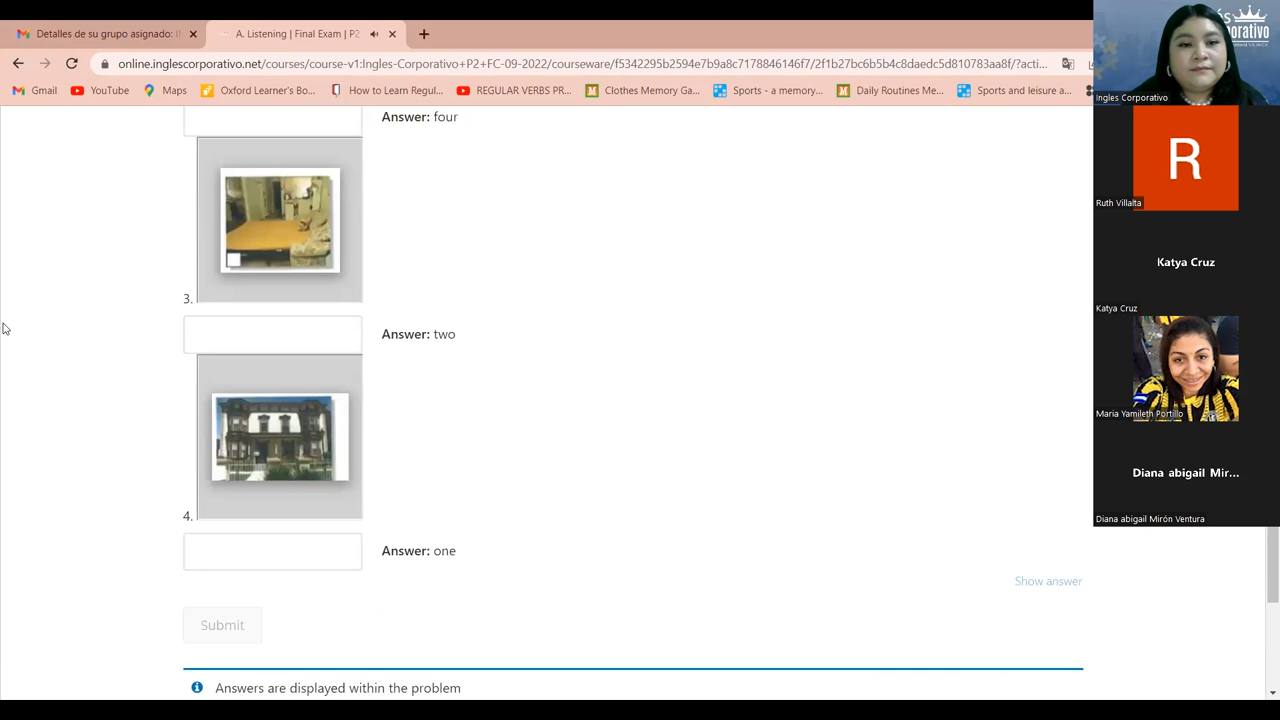 Detalles de su grupo asignado: I
A. Listening | Final Exam | P2
online.inglescorporativo.net/courses/course-v1:Ingles-Corporativo+P2+FC-09-2022/courseware/f5342295b2594e7b9a8c7178846146f7/2f1b27bc6b5b4c8daedc5d810783aa8f/?acti...
Gmail
YouTube
Maps
Oxford Learner's Bo...
How to Learn Regul...
REGULAR VERBS PR...
Clothes Memory Ga...
Sports - a memory...
Daily Routines Me...
Sports and leisure a...
Answer: four
3.
Answer: two
4.
Answer: one
Show answer
Submit
Answers are displayed within the problem
Ingles Corporativo
R
Ruth Villalta
Katya Cruz
Katya Cruz
Maria Yamileth Portillo
Diana abigail Mir...
Diana abigail Mirón Ventura